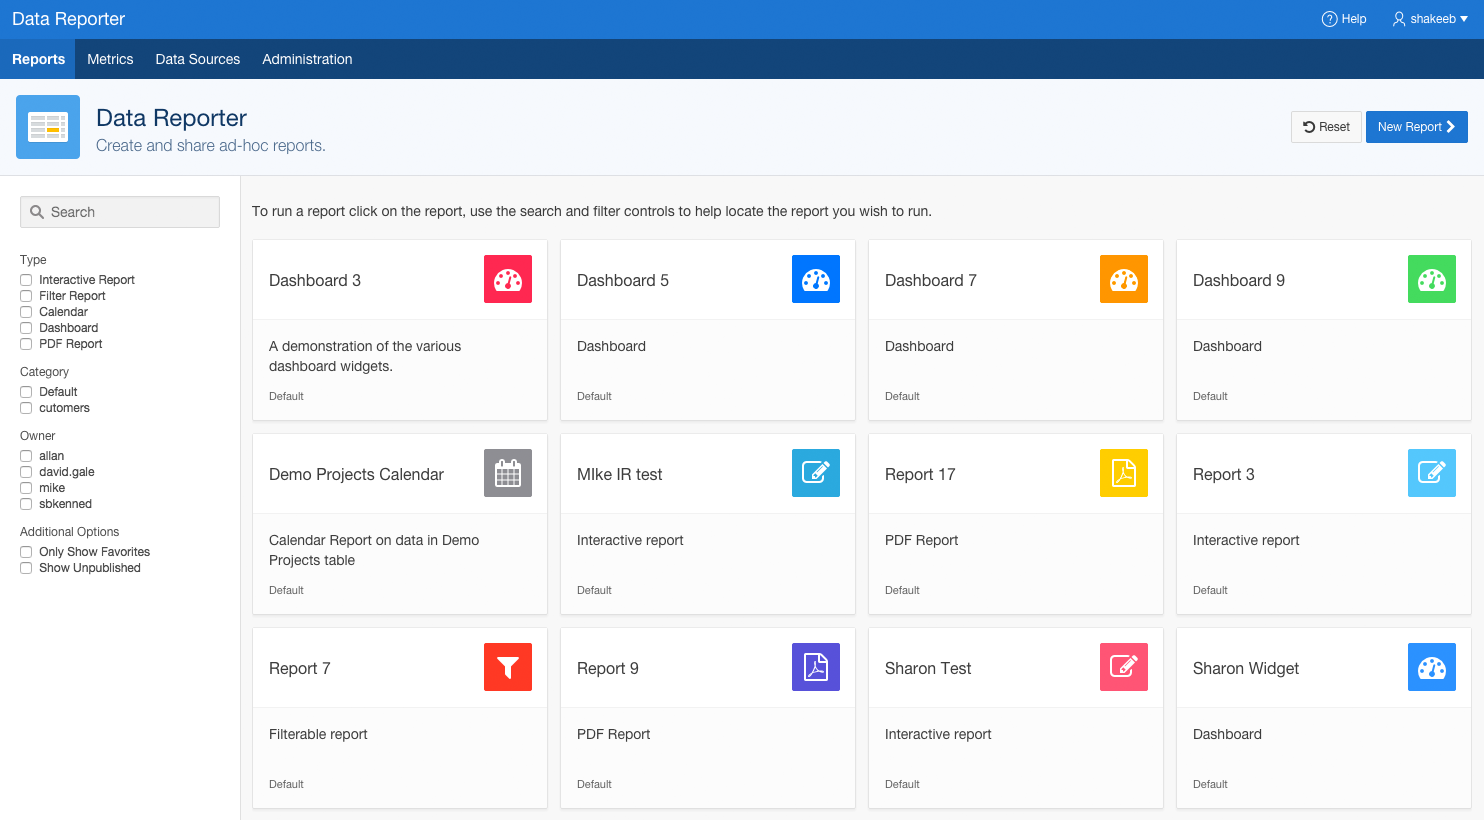 Data Reporter
Help
shakeeb
Reports Metrics Data Sources Administration
Data Reporter
Create and share ad-hoc reports.
Reset
New Report
Search
Type
Interactive Report
Filter Report
Calendar
Dashboard
PDF Report
Category
Default
cutomers
Owner
allan
david.gale
mike
sbkenned
Additional Options
Only Show Favorites
Show Unpublished
To run a report click on the report, use the search and filter controls to help locate the report you wish to run.
Dashboard 3
A demonstration of the various
dashboard widgets.
Default
Dashboard 5
Dashboard
Default
Dashboard 7
Dashboard
Default
Dashboard 9
Dashboard
Default
Demo Projects Calendar
Calendar Report on data in Demo
Projects table
Default
MIke IR test
Interactive report
Default
Report 17
PDF Report
Default
Report 3
Interactive report
Default
Report 7
Filterable report
Default
Report 9
PDF Report
Default
Sharon Test
Interactive report
Default
Sharon Widget
Dashboard
Default